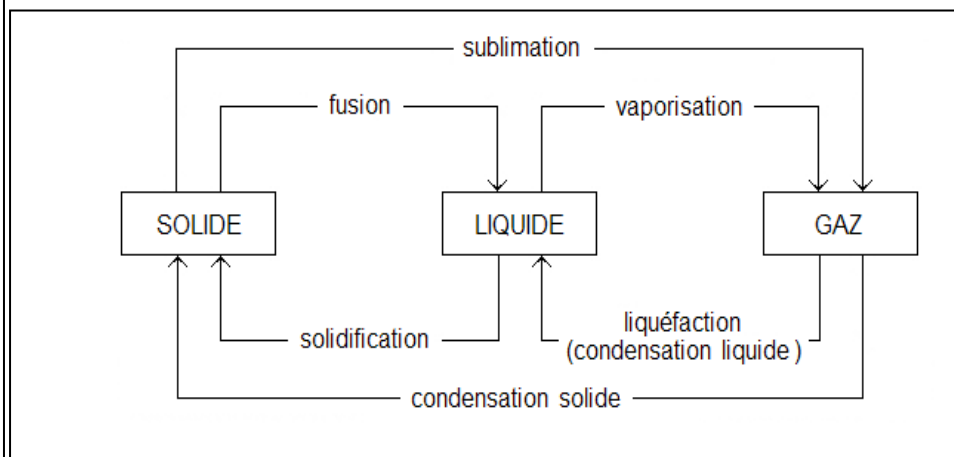 sublimation
fusion
vaporisation
SOLIDE
LIQUIDE
GAZ
solidification
liquéfaction
(condensation liquide )
condensation solide